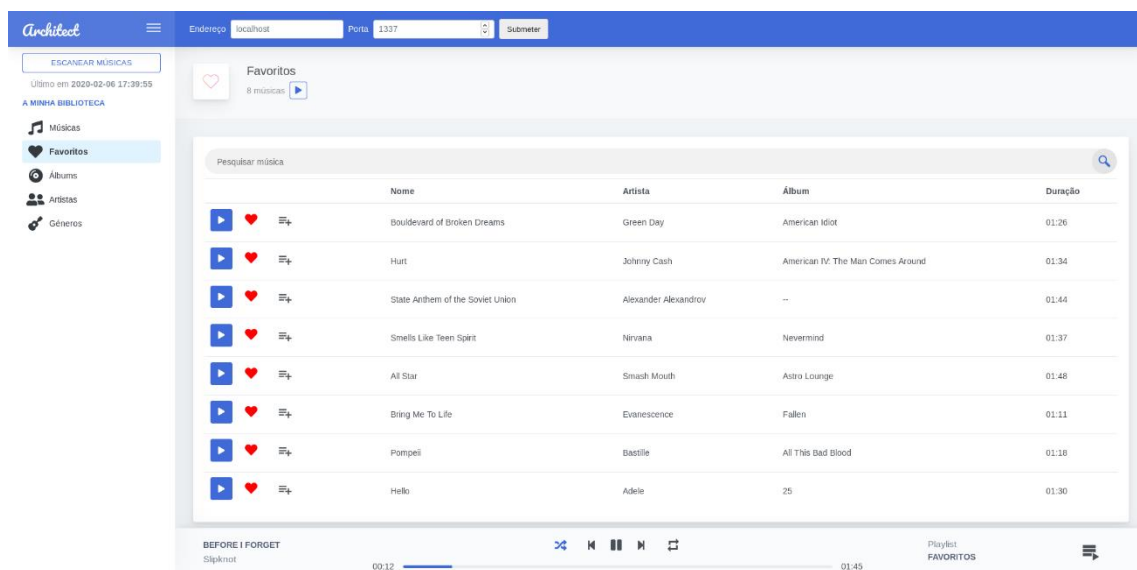 Architect
Endereço localhost Porta 1337 Submeter
ESCANEAR MÚSICAS
Último em 2020-02-06 17:39:55
A MINHA BIBLIOTECA
Músicas
Favoritos
Álbums
Artistas
Géneros
Favoritos
8 músicas
Pesquisar música
Nome Artista Álbum Duração
Bouldevard of Broken Dreams Green Day American Idiot 01:26
Hurt Johnny Cash American IV: The Man Comes Around 01:34
State Anthem of the Soviet Union Alexander Alexandrov -- 01:44
Smells Like Teen Spirit Nirvana Nevermind 01:37
All Star Smash Mouth Astro Lounge 01:48
Bring Me To Life Evanescence Fallen 01:11
Pompeii Bastille All This Bad Blood 01:18
Hello Adele 25 01:30
BEFORE I FORGET
Slipknot
00:12 01:45
Playlist
FAVORITOS